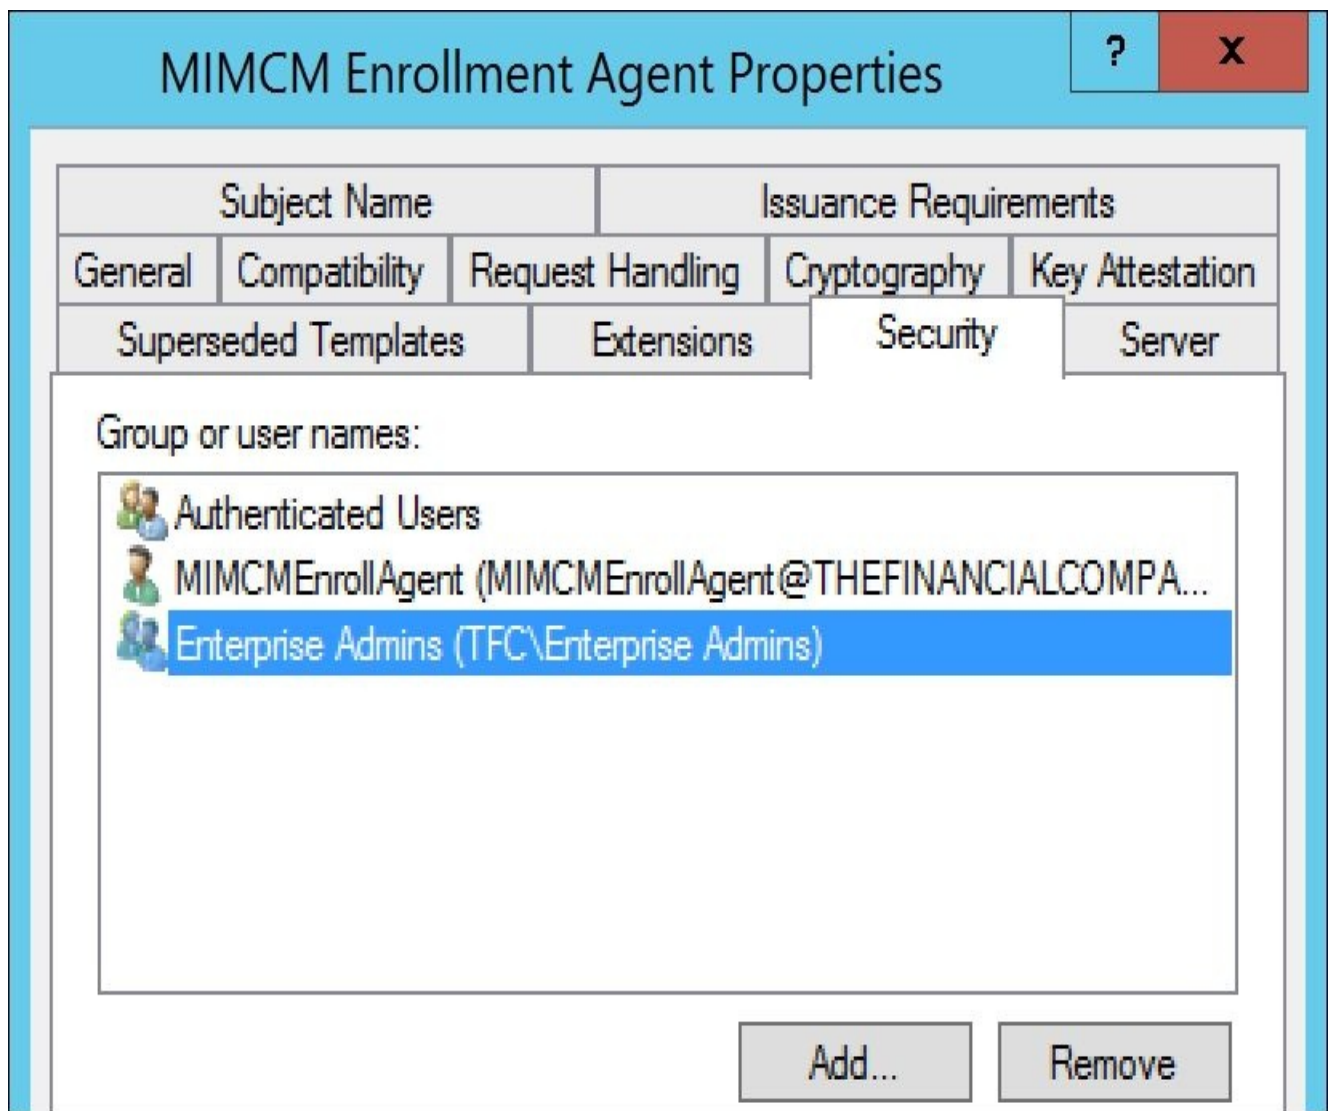 MIMCM Enrollment Agent Properties
?
X
Subject Name
Issuance Requirements
General
Compatibility
Request Handling
Cryptography
Key Attestation
Superseded Templates
Extensions
Security
Server
Group or user names:
Authenticated Users
MIMCMEnrollAgent (MIMCMEnrollAgent@THEFINANCIALCOMPA...
Enterprise Admins (TFC\Enterprise Admins)
Add...
Remove